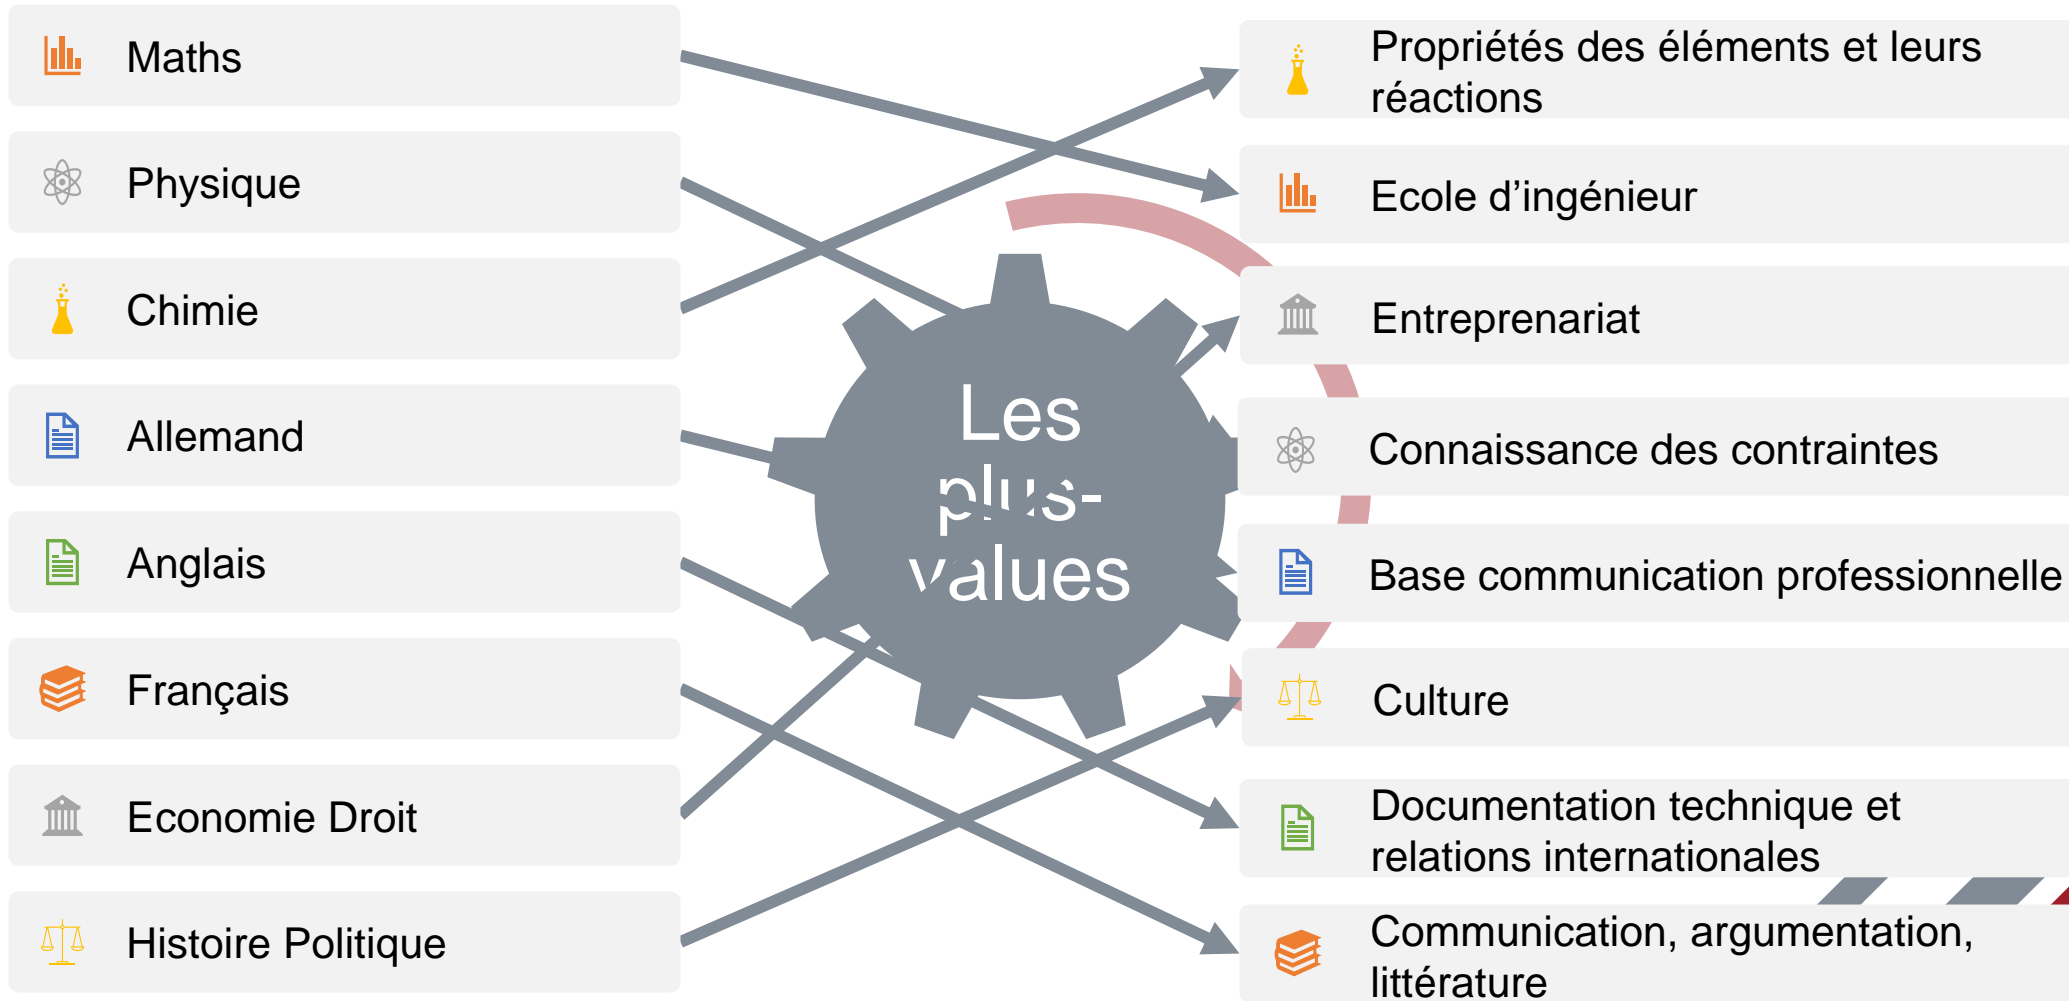 Maths
Physique
Chimie
Allemand
Anglais
Français
Economie Droit
Histoire Politique
Les
plus-
values
Propriétés des éléments et leurs
réactions
Ecole d’ingénieur
Entreprenariat
Connaissance des contraintes
Base communication professionnelle
Culture
Documentation technique et
relations internationales
Communication, argumentation,
littérature